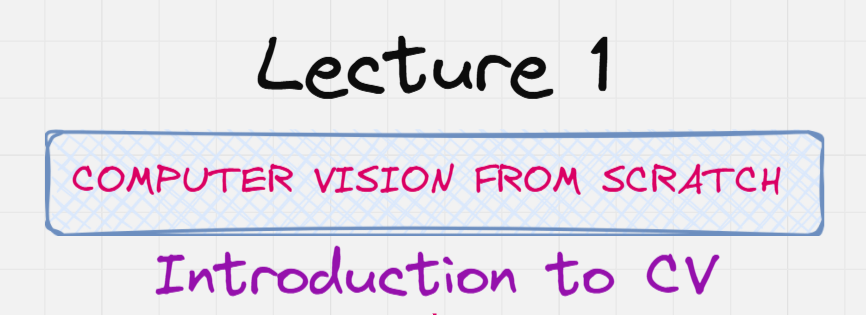 Lecture 1
COMPUTER VISION FROM SCRATCH
Introduction to CV